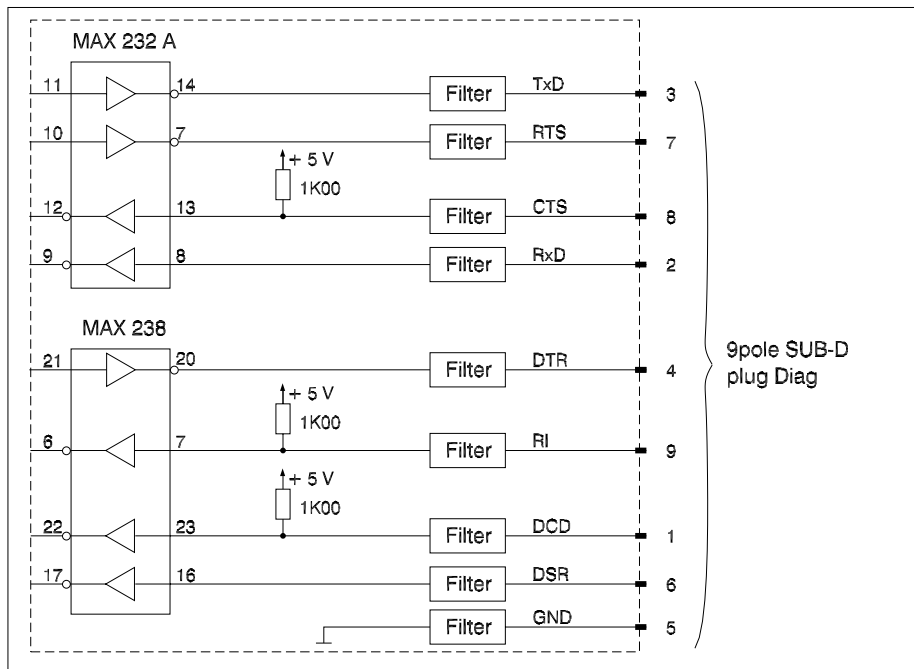 MAX 232 A
11 14 Filter TxD 3
10 7 Filter RTS 7
+ 5 V
1K00
12 13 Filter CTS 8
9 8 Filter RxD 2
MAX 238
21 20 Filter DTR 4
+ 5 V
1K00
6 7 Filter RI 9
+ 5 V
1K00
22 23 Filter DCD 1
17 16 Filter DSR 6
Filter GND 5
9pole SUB-D
plug Diag